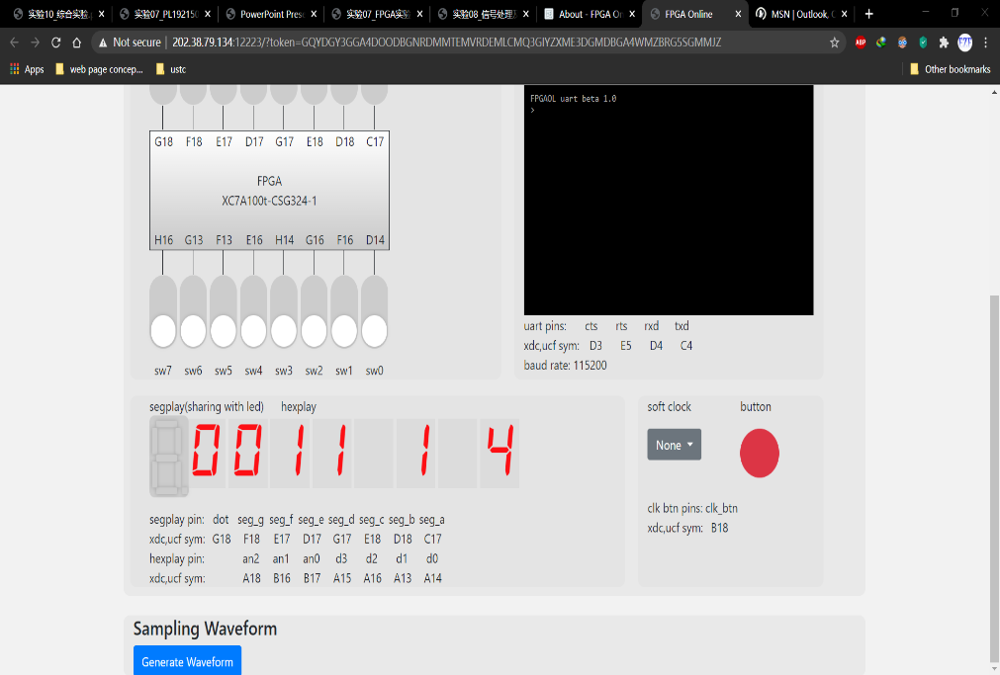 实验10_综合实验.
实验07_PL192150
PowerPoint Pres
实验07_FPGA实验
实验08_信号处理及
About - FPGA On
FPGA Online
MSN | Outlook,
Not secure | 202.38.79.134:12223/?token=GQYDGY3GGA4DOODBGNRDMMTEMVRDEMLCMQ3GIYZXME3DGMDBGA4WMZBRG5SGMMJZ
ABP
Apps
web page concep...
ustc
Other bookmarks
FPGAOL uart beta 1.0
>
G18 F18 E17 D17 G17 E18 D18 C17
FPGA
XC7A100t-CSG324-1
H16 G13 F13 E16 H14 G16 F16 D14
sw7 sw6 sw5 sw4 sw3 sw2 sw1 sw0
uart pins: cts rts rxd txd
xdc,ucf sym: D3 E5 D4 C4
baud rate: 115200
segplay(sharing with led) hexplay
0011 1 4
segplay pin: dot seg_g seg_f seg_e seg_d seg_c seg_b seg_a
xdc,ucf sym: G18 F18 E17 D17 G17 E18 D18 C17
hexplay pin: an2 an1 an0 d3 d2 d1 d0
xdc,ucf sym: A18 B16 B17 A15 A16 A13 A14
soft clock button
None
clk btn pins: clk_btn
xdc,ucf sym: B18
Sampling Waveform
Generate Waveform